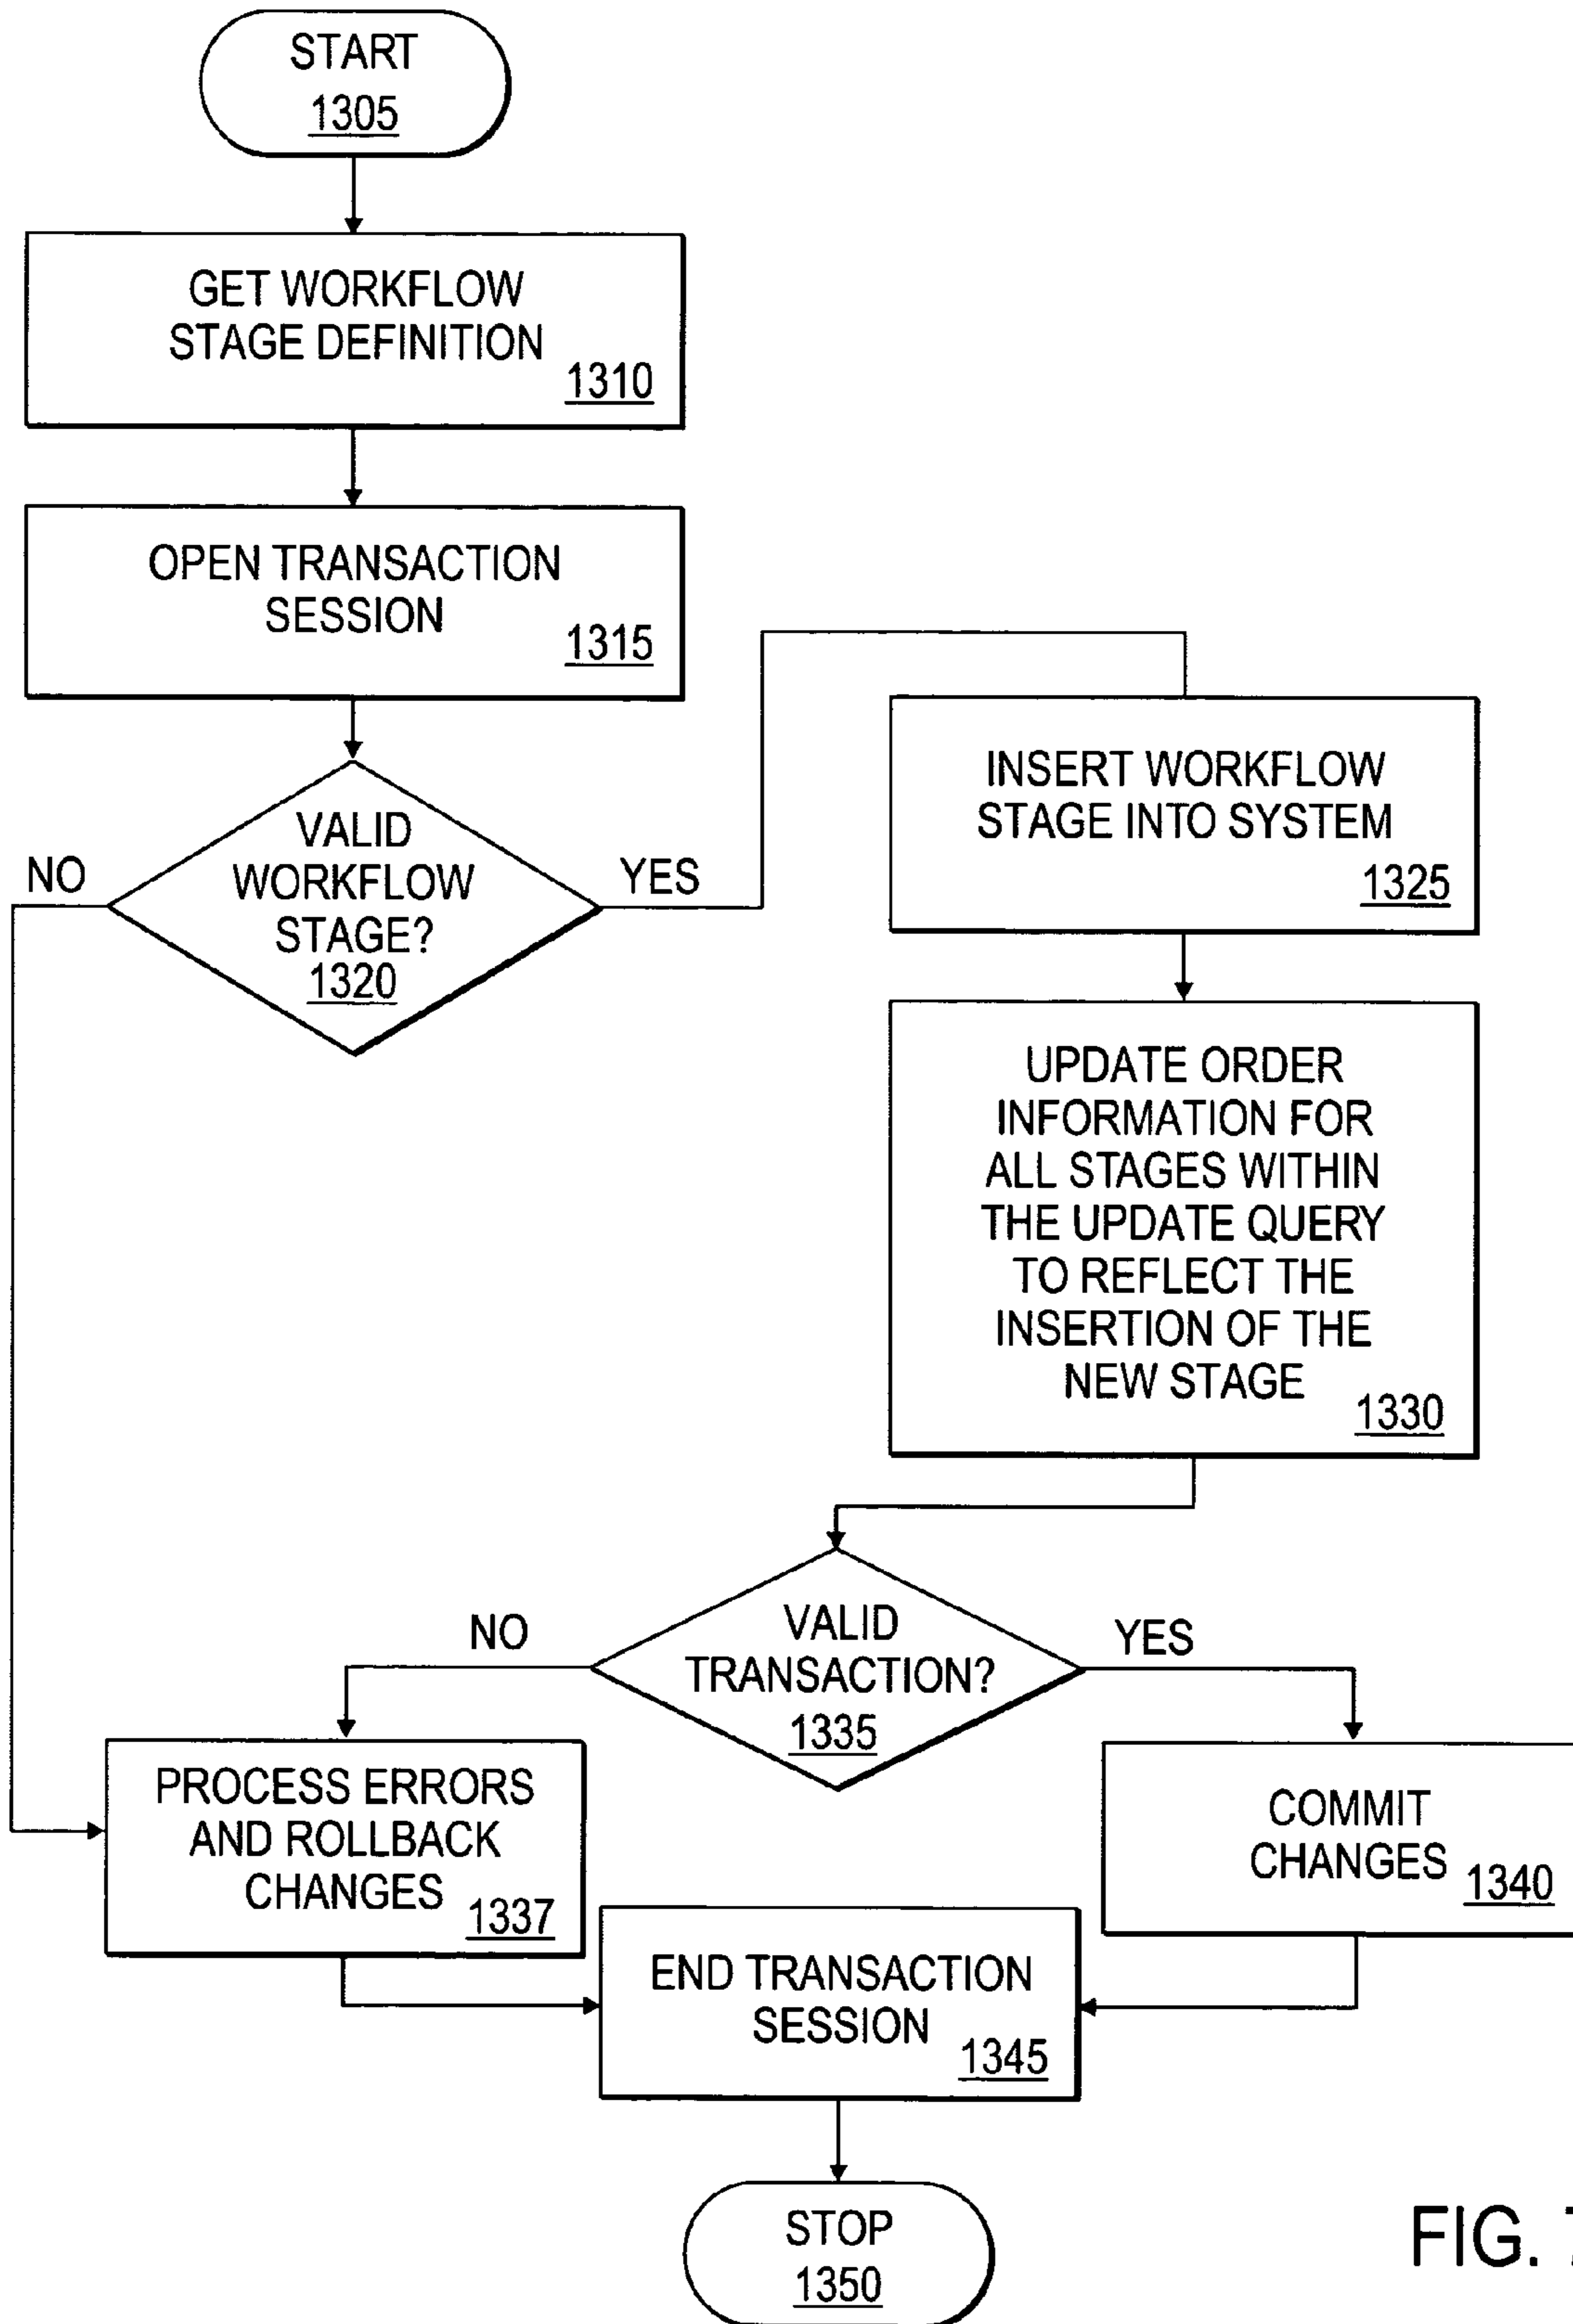 START
1305
GET WORKFLOW
STAGE DEFINITION
1310
OPEN TRANSACTION
SESSION
1315
VALID
WORKFLOW
STAGE?
1320
NO
YES
INSERT WORKFLOW
STAGE INTO SYSTEM
1325
UPDATE ORDER
INFORMATION FOR
ALL STAGES WITHIN
THE UPDATE QUERY
TO REFLECT THE
INSERTION OF THE
NEW STAGE
1330
VALID
TRANSACTION?
1335
NO
YES
PROCESS ERRORS
AND ROLLBACK
CHANGES
1337
COMMIT
CHANGES
1340
END TRANSACTION
SESSION
1345
STOP
1350
FIG.